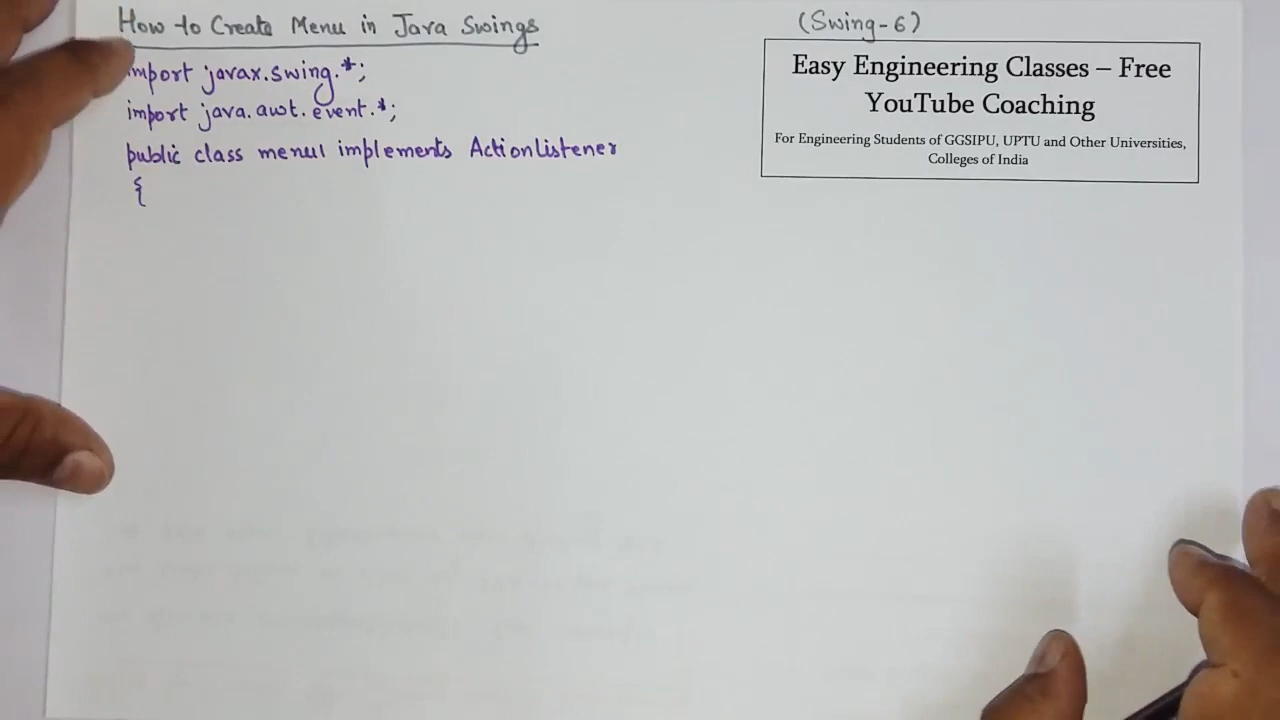 How to Create Menu in Java Swings
(Swing-6)
Easy Engineering Classes – Free
YouTube Coaching
For Engineering Students of GGSIPU, UPTU and Other Universities,
Colleges of India
import javax.swing.*;
import java.awt.event.*;
public class menu1 implements ActionListener
{